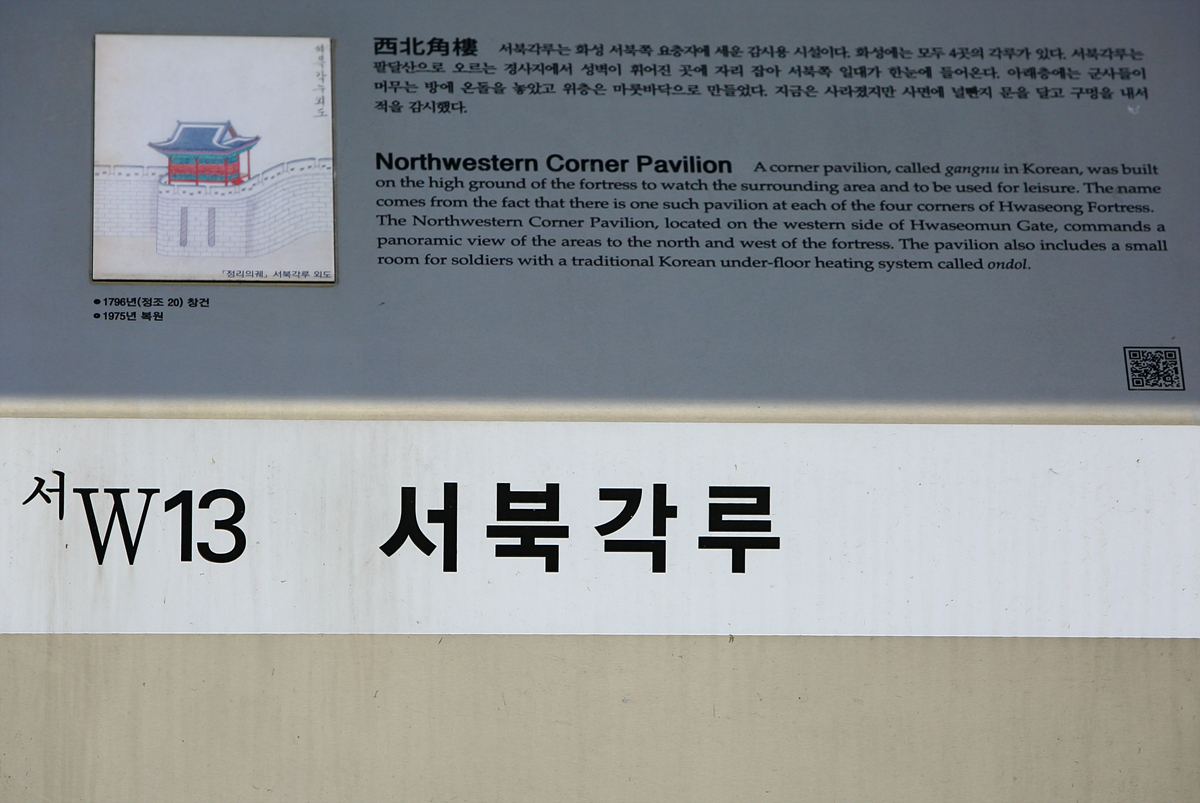 서북각루외도
「정리의궤」 서북각루 외도
1796년(정조 20) 창건
1975년 복원
西北角樓 서북각루는 화성 서북쪽 요충지에 세운 감시용 시설이다. 화성에는 모두 4곳의 각루가 있다. 서북각루는
팔달산으로 오르는 경사지에서 성벽이 휘어진 곳에 자리 잡아 서북쪽 일대가 한눈에 들어온다. 아래층에는 군사들이
머무는 방에 온돌을 놓았고 위층은 마룻바닥으로 만들었다. 지금은 사라졌지만 사면에 널빤지 문을 달고 구멍을 내서
적을 감시했다.
Northwestern Corner Pavilion A corner pavilion, called gangnu in Korean, was built
on the high ground of the fortress to watch the surrounding area and to be used for leisure. The name
comes from the fact that there is one such pavilion at each of the four corners of Hwaseong Fortress.
The Northwestern Corner Pavilion, located on the western side of Hwaseomun Gate, commands a
panoramic view of the areas to the north and west of the fortress. The pavilion also includes a small
room for soldiers with a traditional Korean under-floor heating system called ondol.
서W13 서북각루